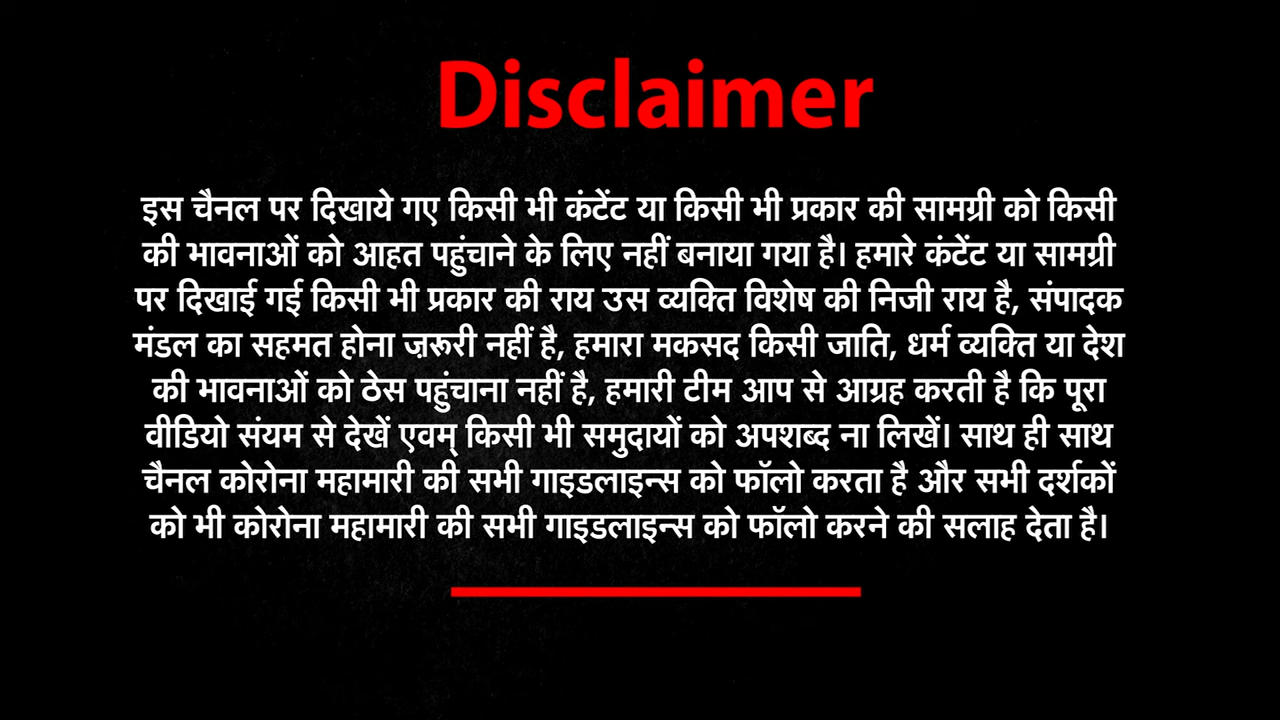 Disclaimer
इस चैनल पर दिखाये गए किसी भी कंटेंट या किसी भी प्रकार की सामग्री को किसी
की भावनाओं को आहत पहुंचाने के लिए नहीं बनाया गया है। हमारे कंटेंट या सामग्री
पर दिखाई गई किसी भी प्रकार की राय उस व्यक्ति विशेष की निजी राय है, संपादक
मंडल का सहमत होना ज़रूरी नहीं है, हमारा मकसद किसी जाति, धर्म व्यक्ति या देश
की भावनाओं को ठेस पहुंचाना नहीं है, हमारी टीम आप से आग्रह करती है कि पूरा
वीडियो संयम से देखें एवम् किसी भी समुदायों को अपशब्द ना लिखें। साथ ही साथ
चैनल कोरोना महामारी की सभी गाइडलाइन्स को फॉलो करता है और सभी दर्शकों
को भी कोरोना महामारी की सभी गाइडलाइन्स को फॉलो करने की सलाह देता है।